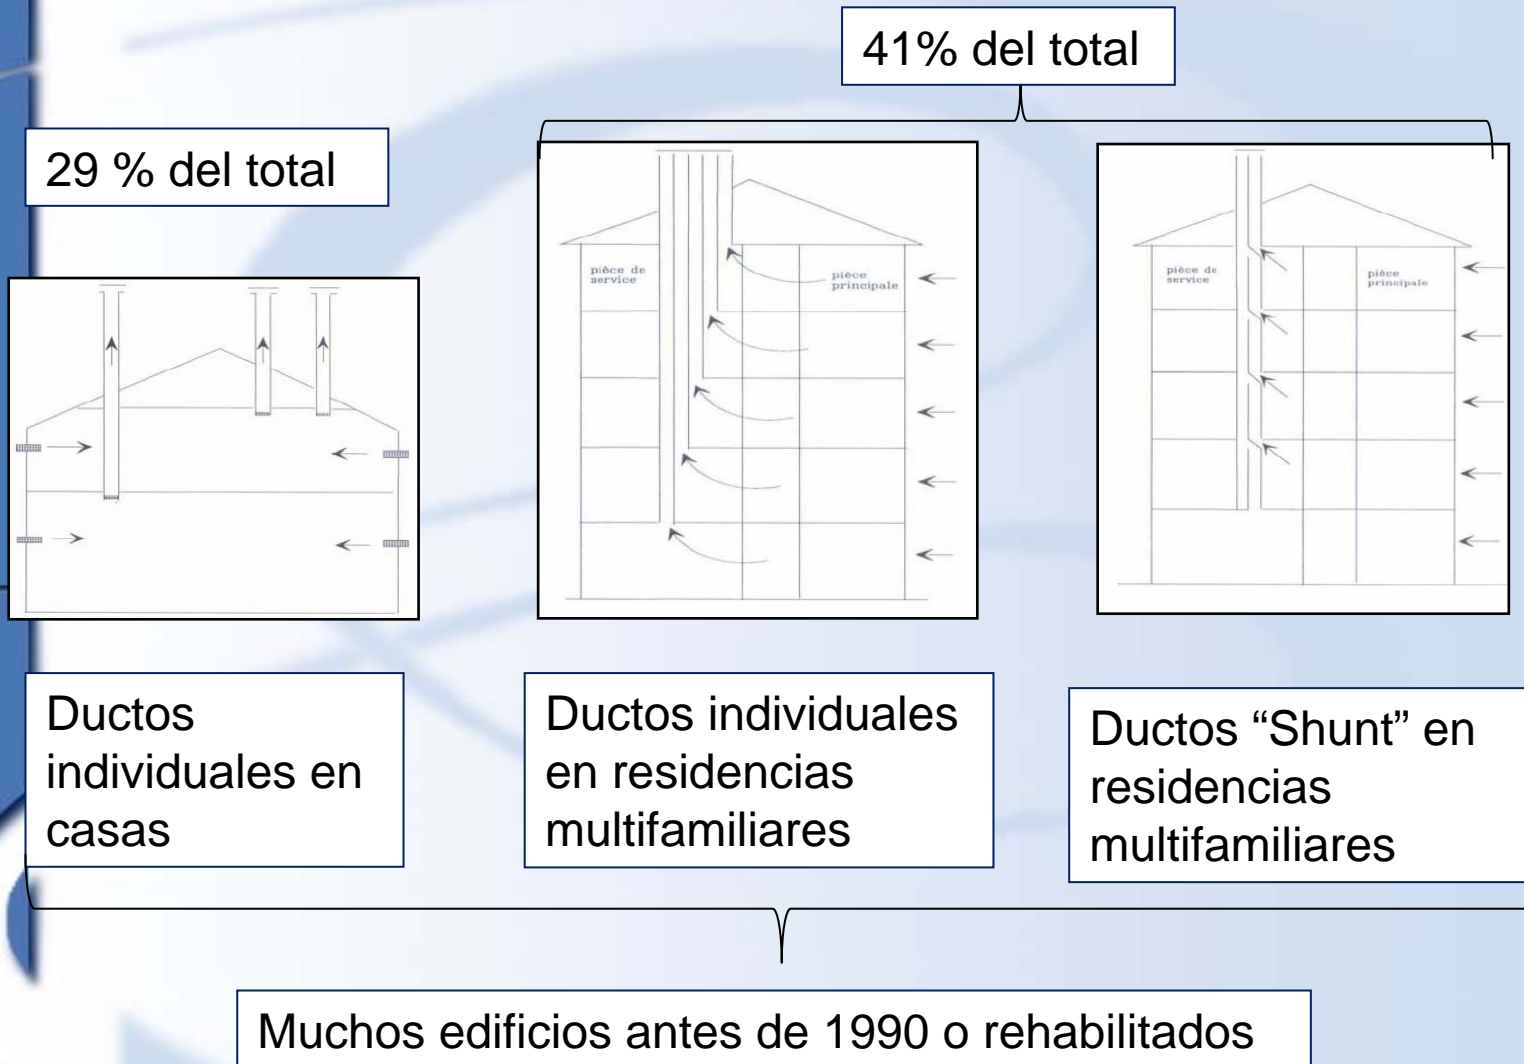 41% del total
29 % del total
pièce de
service
pièce
principale
pièce de
service
pièce
principale
Ductos
individuales en
casas
Ductos individuales
en residencias
multifamiliares
Ductos “Shunt” en
residencias
multifamiliares
Muchos edificios antes de 1990 o rehabilitados